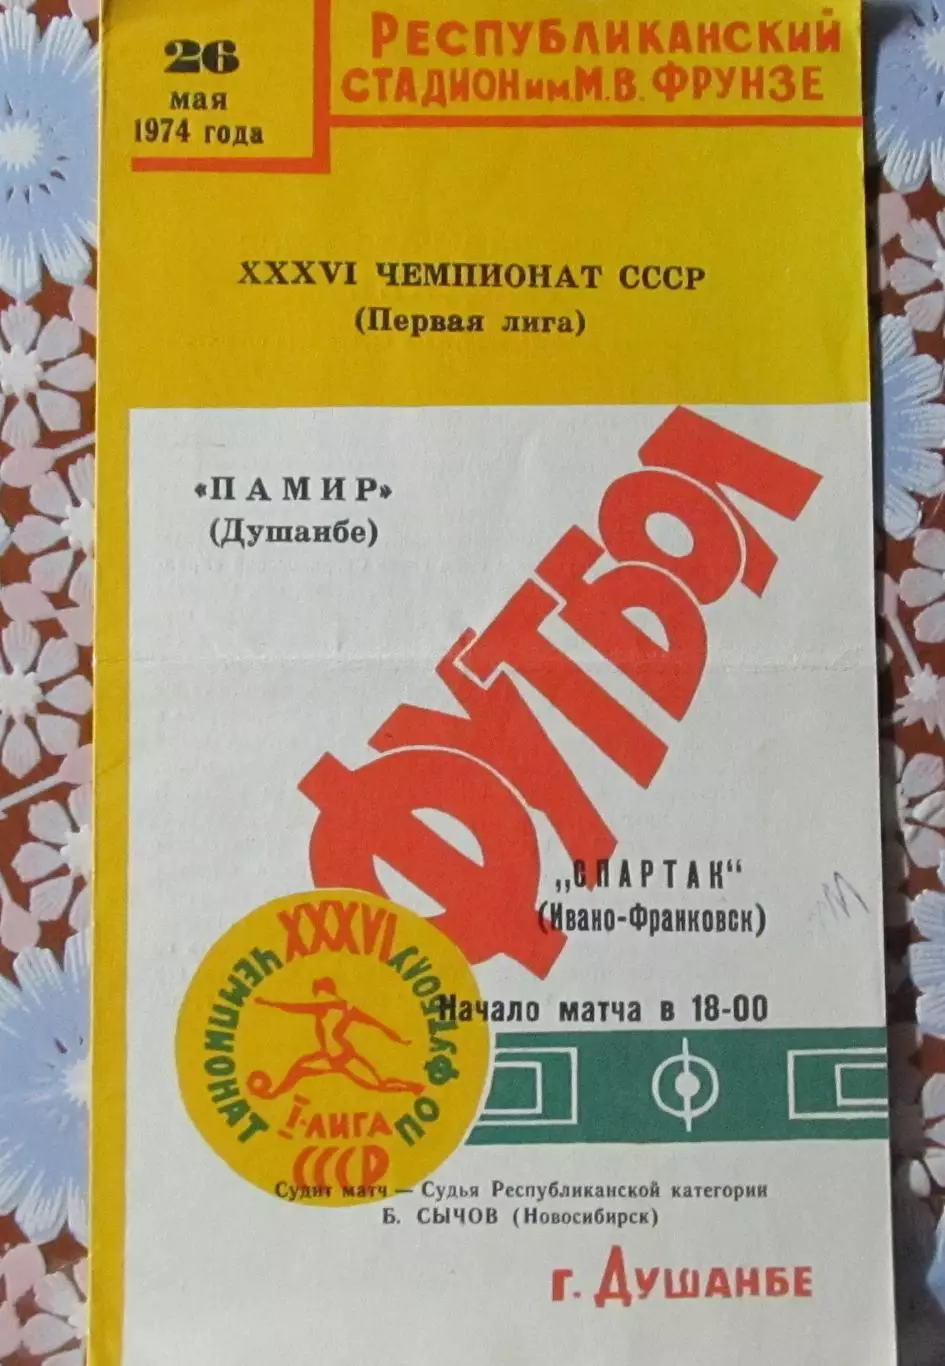 26
мая
1974 года
РЕСПУБЛИКАНСКИЙ
СТАДИОН им. М. В. ФРУНЗЕ
XXXVI ЧЕМПИОНАТ СССР
(Первая лига)
«ПАМИР»
(Душанбе)
ФУТБОЛ
„СПАРТАК“
(Ивано-Франковск)
XXXVI
ЧЕМПИОНАТ
ПО ФУТБОЛУ
I-ЛИГА
СССР
Начало матча в 18-00
Судит матч — Судья Республиканской категории
Б. СЫЧОВ (Новосибирск)
г. ДУШАНБЕ